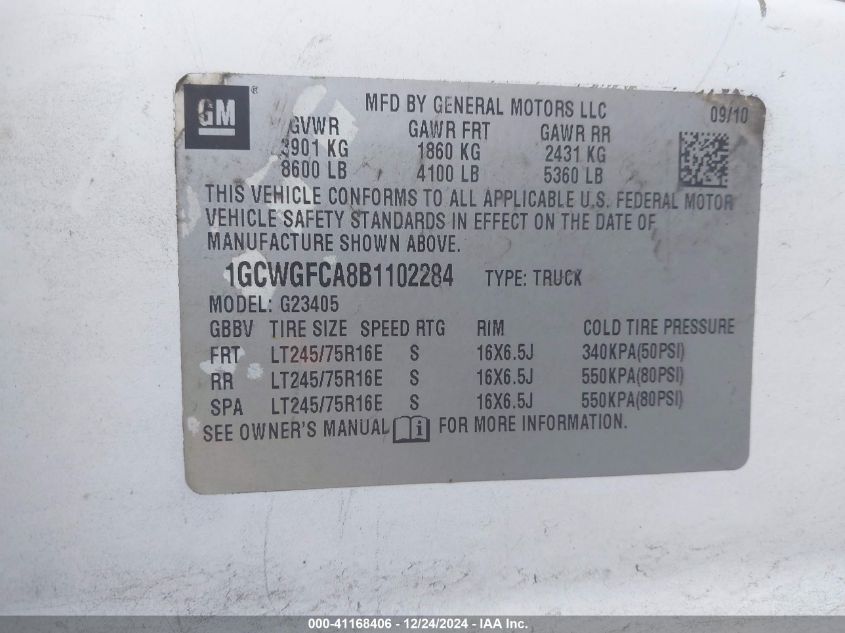 GM ® MFD BY GENERAL MOTORS LLC 09/10
GVWR GAWR FRT GAWR RR
3901 KG 1860 KG 2431 KG
8600 LB 4100 LB 5360 LB
THIS VEHICLE CONFORMS TO ALL APPLICABLE U.S. FEDERAL MOTOR
VEHICLE SAFETY STANDARDS IN EFFECT ON THE DATE OF
MANUFACTURE SHOWN ABOVE.
1GCWGFCA8B1102284 TYPE: TRUCK
MODEL: G23405
GBBV TIRE SIZE SPEED RTG RIM COLD TIRE PRESSURE
FRT LT245/75R16E S 16X6.5J 340KPA(50PSI)
RR LT245/75R16E S 16X6.5J 550KPA(80PSI)
SPA LT245/75R16E S 16X6.5J 550KPA(80PSI)
SEE OWNER'S MANUAL i FOR MORE INFORMATION.
000-41168406 - 12/24/2024 - IAA Inc.